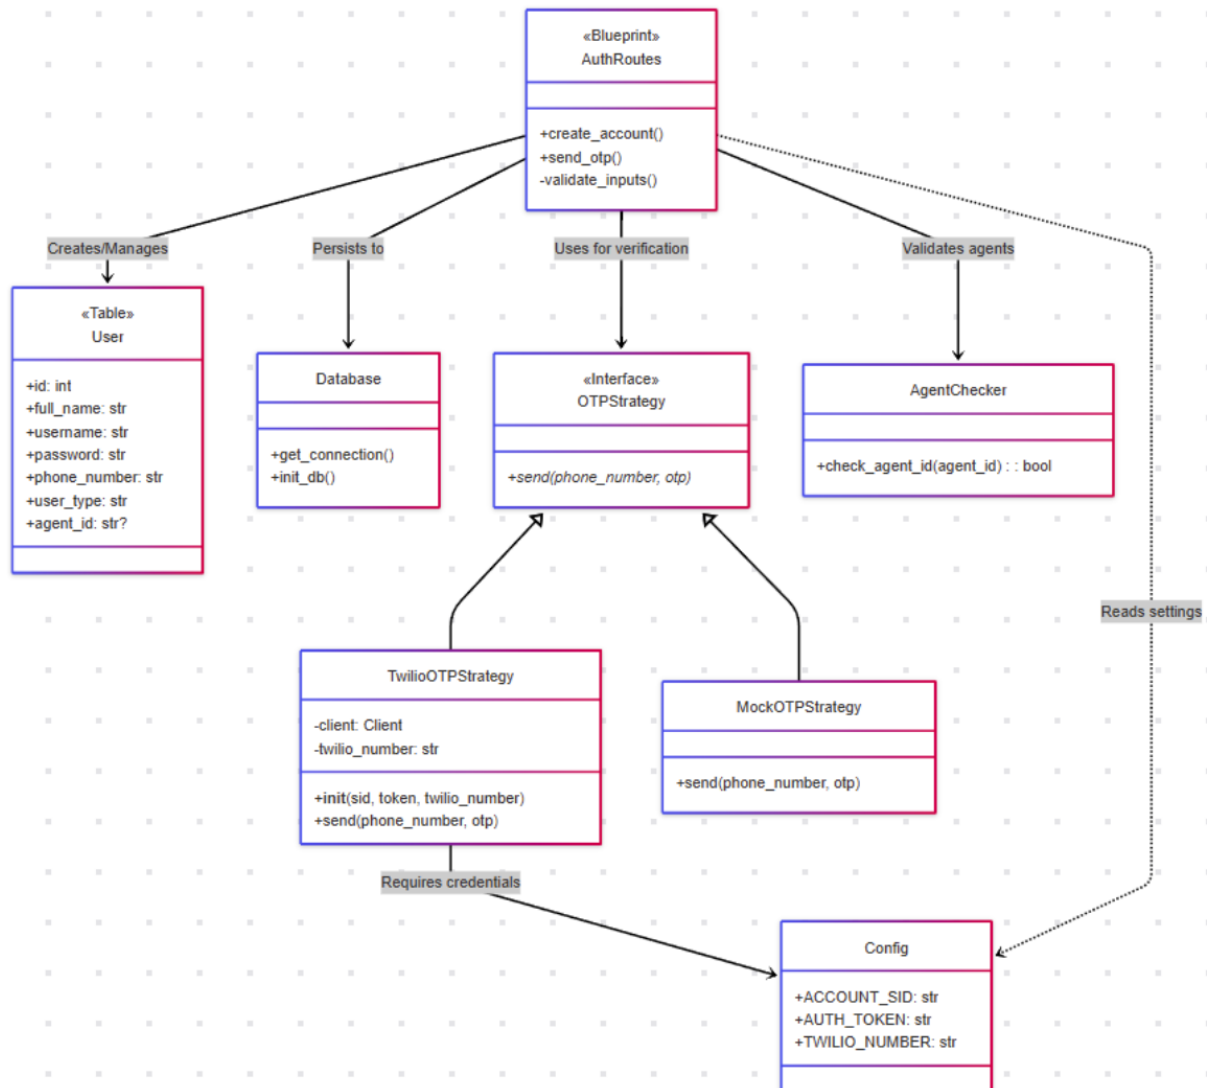 «Blueprint»
AuthRoutes
+create_account()
+send_otp()
-validate_inputs()
Creates/Manages
Persists to
Uses for verification
Validates agents
«Table»
User
+id: int
+full_name: str
+username: str
+password: str
+phone_number: str
+user_type: str
+agent_id: str?
Database
+get_connection()
+init_db()
«Interface»
OTPStrategy
+send(phone_number, otp)
AgentChecker
+check_agent_id(agent_id) : : bool
Reads settings
TwilioOTPStrategy
-client: Client
-twilio_number: str
+init(sid, token, twilio_number)
+send(phone_number, otp)
MockOTPStrategy
+send(phone_number, otp)
Requires credentials
Config
+ACCOUNT_SID: str
+AUTH_TOKEN: str
+TWILIO_NUMBER: str